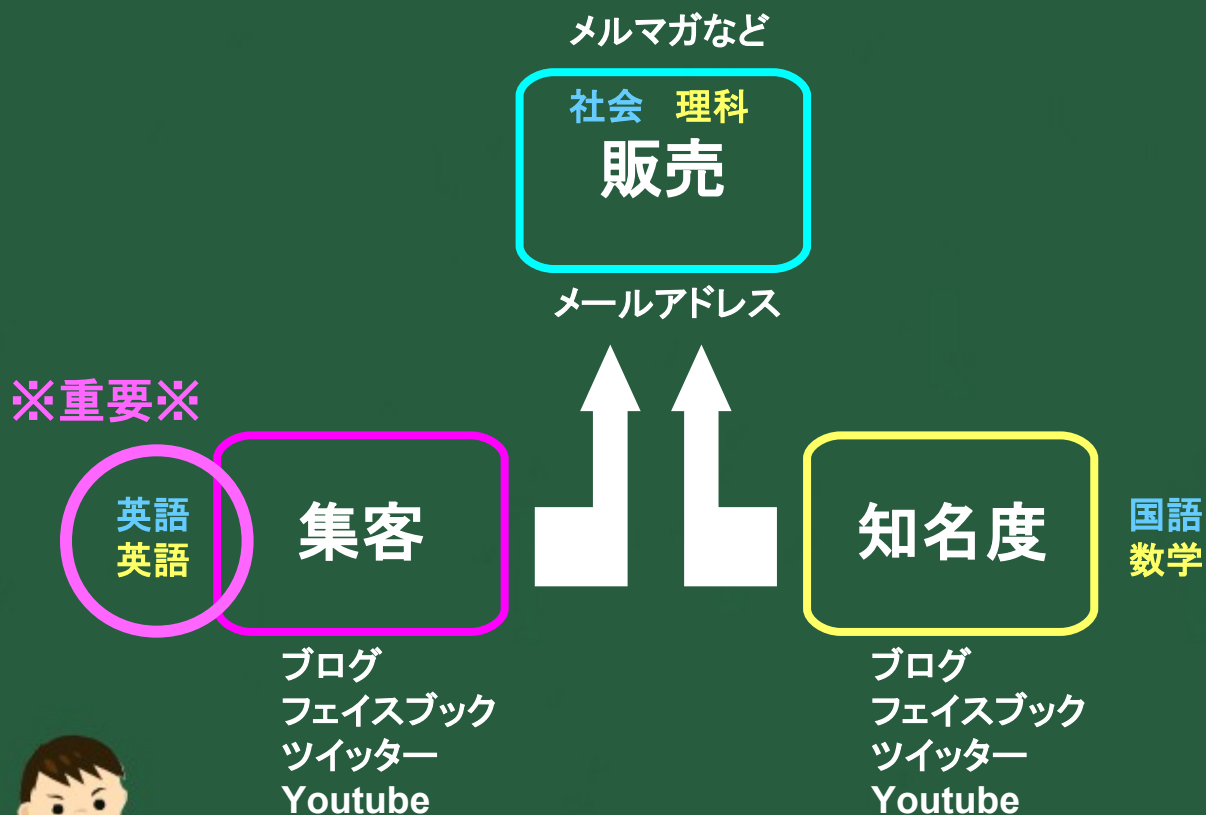 メルマガなど
社会 理科
販売
メールアドレス
※重要※
英語
英語
集客
知名度
国語
数学
ブログ
フェイスブック
ツイッター
Youtube
ブログ
フェイスブック
ツイッター
Youtube